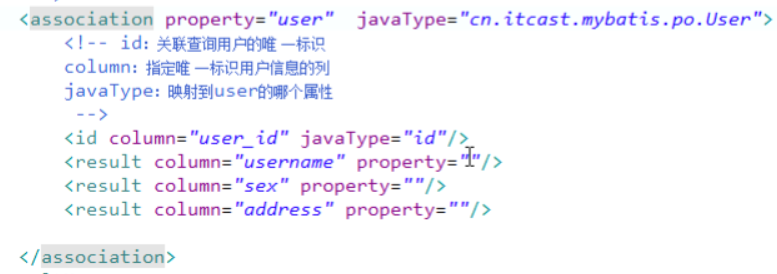 <association property="user" javaType="cn.itcast.mybatis.po.User">
<!-- id：关联查询用户的唯 一标识
column：指定唯 一标识用户信息的列
javaType：映射到user的哪个属性
-->
<id column="user_id" javaType="id"/>
<result column="username" property=""/>
<result column="sex" property=""/>
<result column="address" property=""/>
</association>